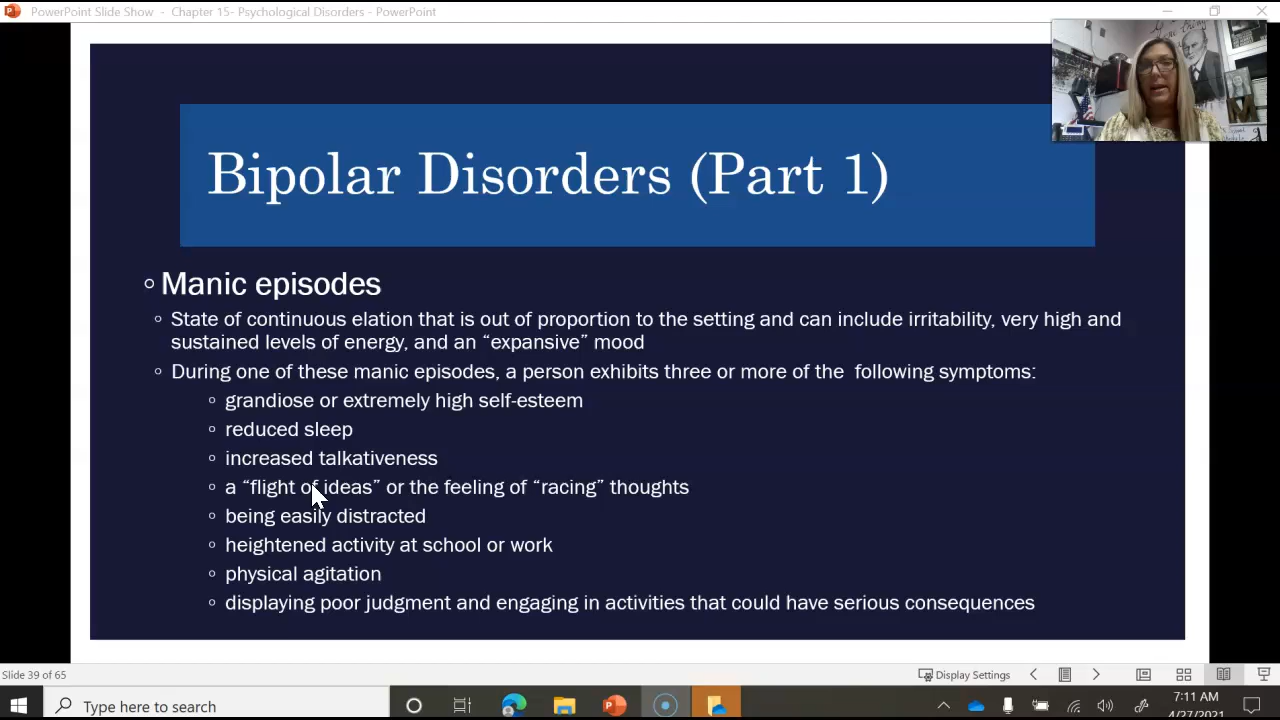 PowerPoint Slide Show - Chapter 15- Psychological Disorders - PowerPoint
Bipolar Disorders (Part 1)
Manic episodes
State of continuous elation that is out of proportion to the setting and can include irritability, very high and
sustained levels of energy, and an “expansive” mood
During one of these manic episodes, a person exhibits three or more of the following symptoms:
grandiose or extremely high self-esteem
reduced sleep
increased talkativeness
a “flight of ideas” or the feeling of “racing” thoughts
being easily distracted
heightened activity at school or work
physical agitation
displaying poor judgment and engaging in activities that could have serious consequences
Slide 39 of 65
Display Settings
Type here to search
7:11 AM
4/27/2021